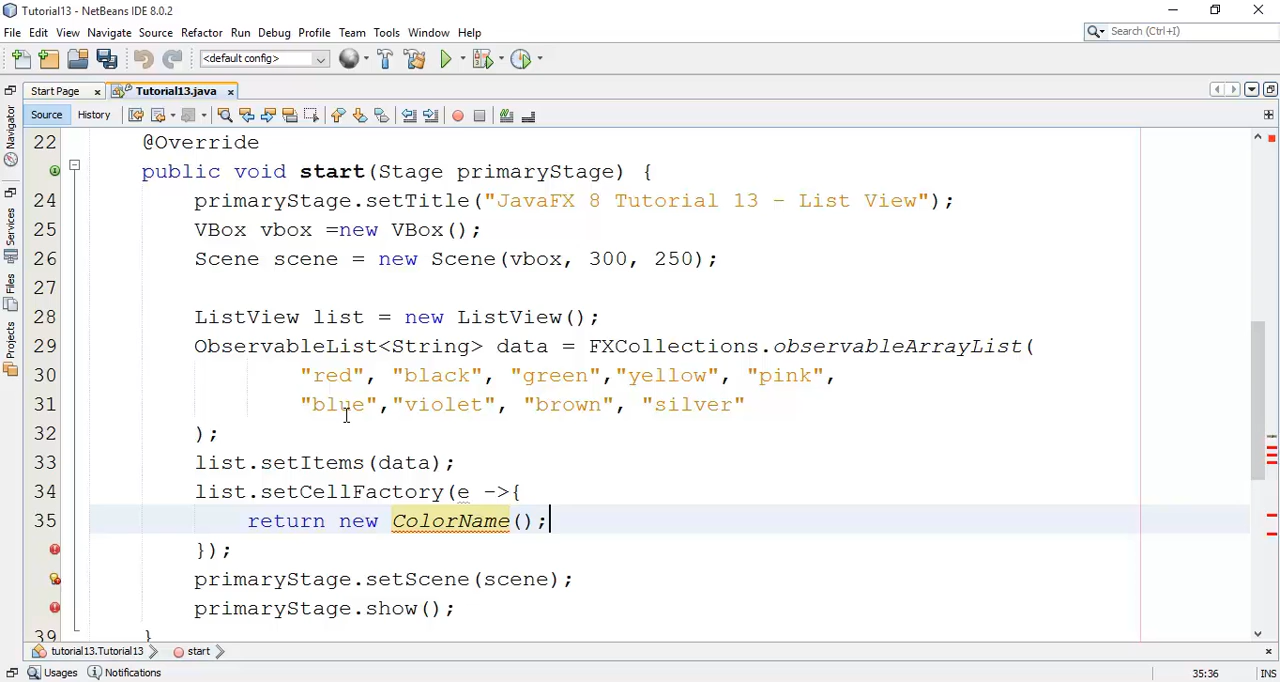 Tutorial13 - NetBeans IDE 8.0.2
File Edit View Navigate Source Refactor Run Debug Profile Team Tools Window Help
<default config>
Search (Ctrl+I)
Start Page Tutorial13.java
Source History
Navigator
Services
Files
Projects
22 @Override
public void start(Stage primaryStage) {
24 primaryStage.setTitle("JavaFX 8 Tutorial 13 - List View");
25 VBox vbox =new VBox();
26 Scene scene = new Scene(vbox, 300, 250);
27
28 ListView list = new ListView();
29 ObservableList<String> data = FXCollections.observableArrayList(
30 "red", "black", "green","yellow", "pink",
31 "blue","violet", "brown", "silver"
32 );
33 list.setItems(data);
34 list.setCellFactory(e ->{
35 return new ColorName();
});
primaryStage.setScene(scene);
primaryStage.show();
39 }
tutorial13.Tutorial13 start
Usages Notifications 35:36 INS